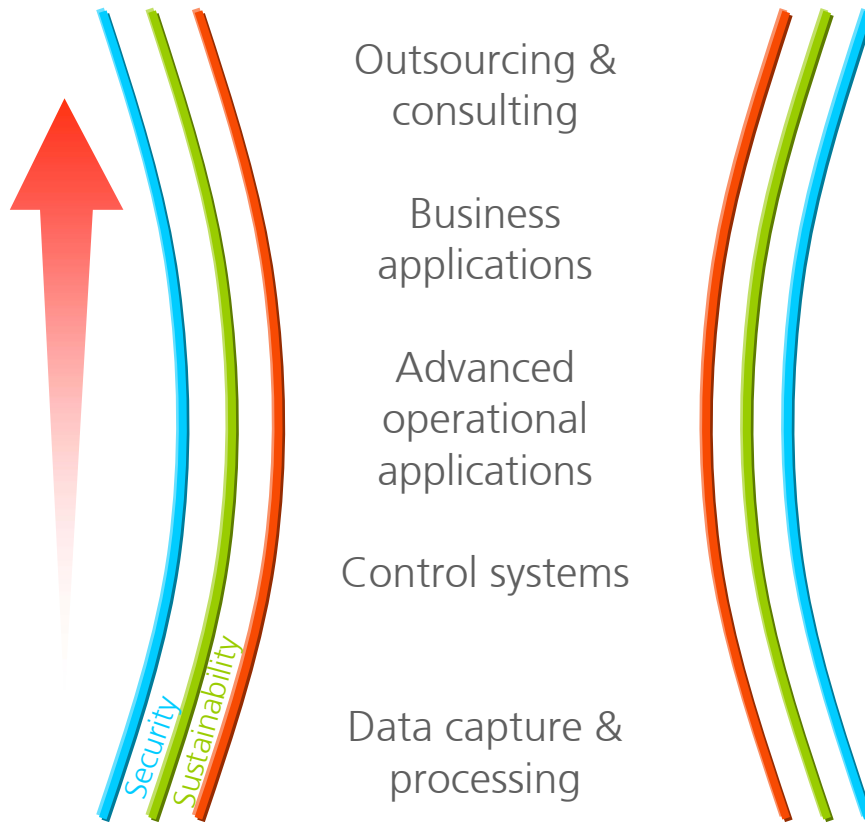 Outsourcing &
consulting
Business
applications
Advanced
operational
applications
Control systems
Data capture &
processing
Security
Sustainability